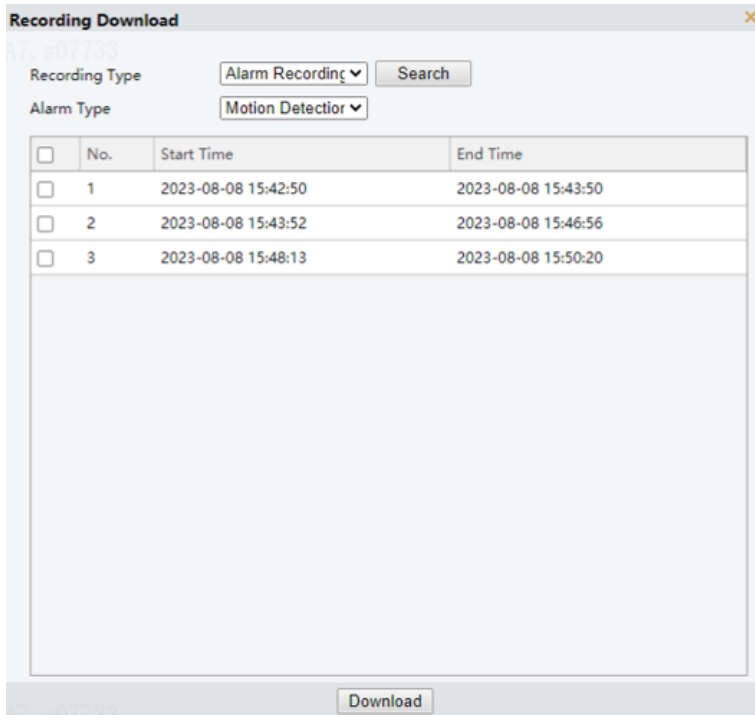 Recording Download
A7, s07733
Recording Type Alarm Recording Search
Alarm Type Motion Detection
No. Start Time End Time
1 2023-08-08 15:42:50 2023-08-08 15:43:50
2 2023-08-08 15:43:52 2023-08-08 15:46:56
3 2023-08-08 15:48:13 2023-08-08 15:50:20
Download